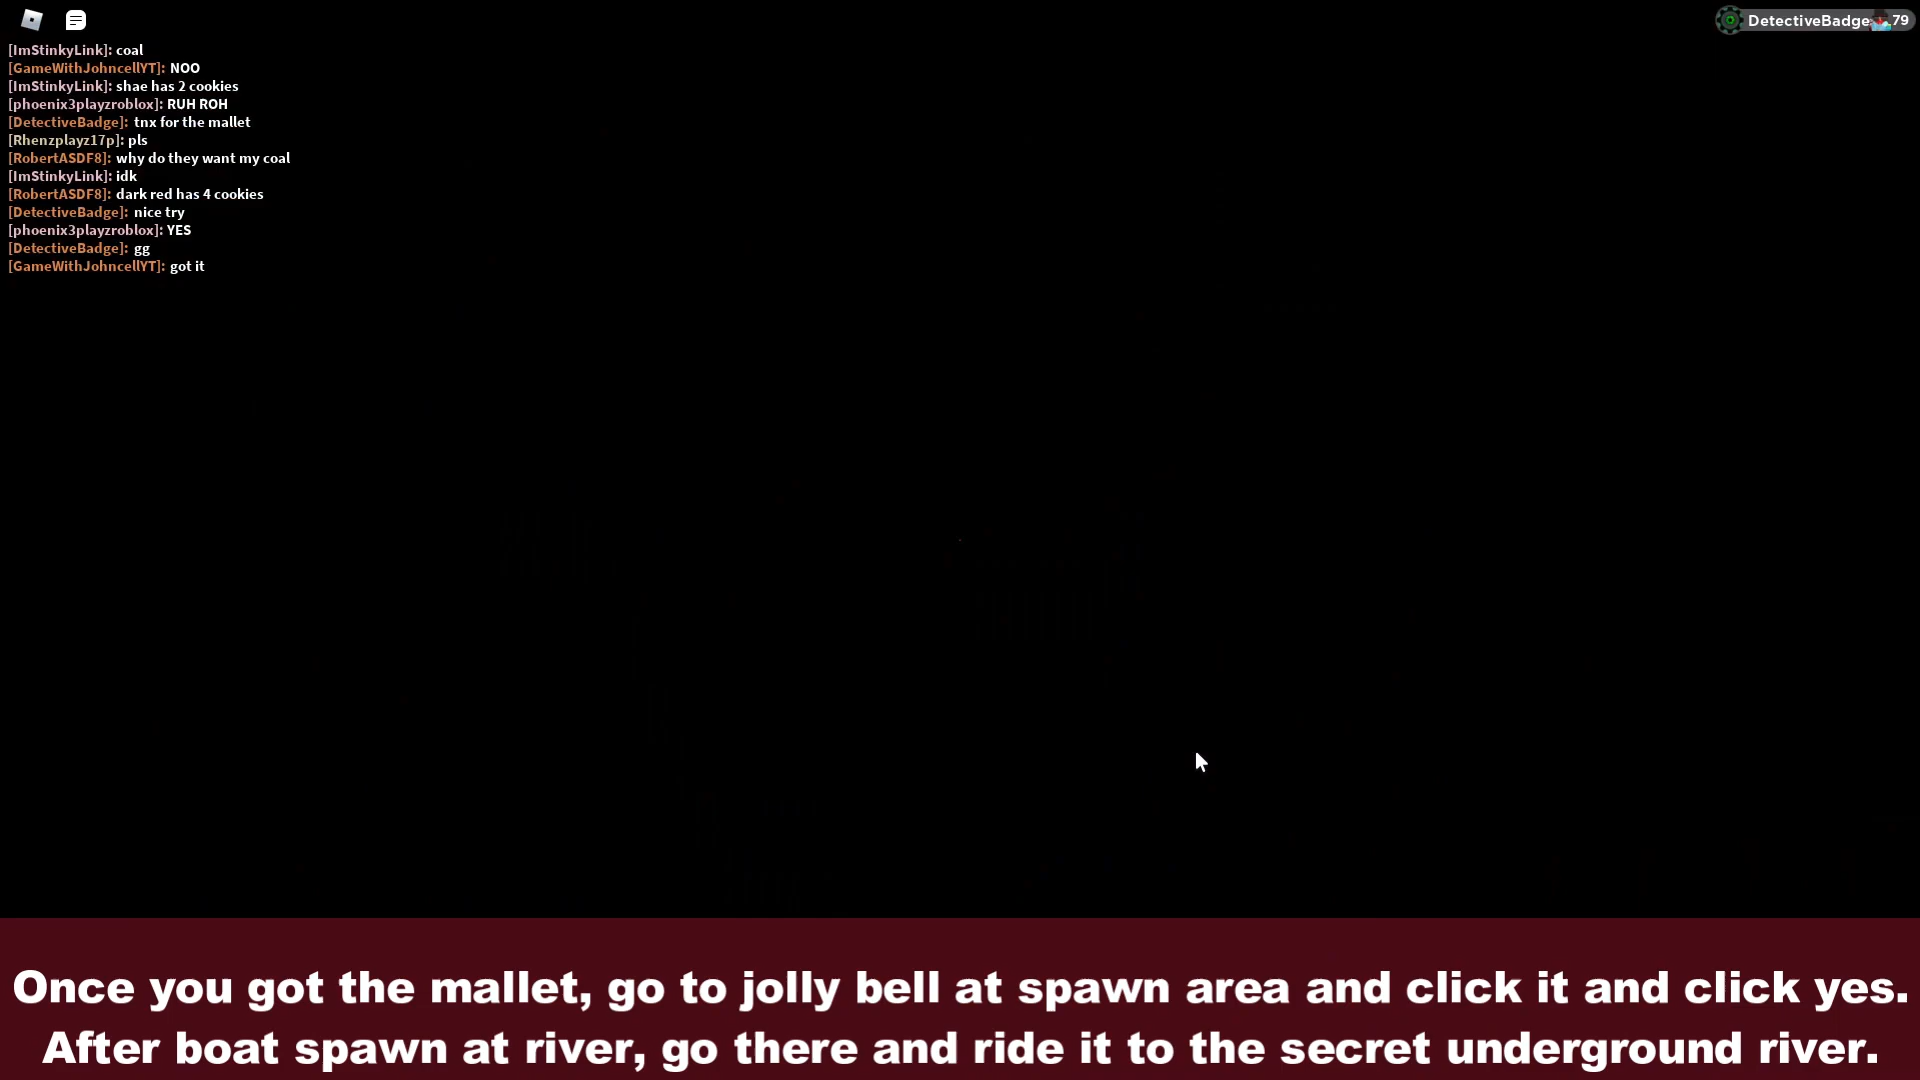 DetectiveBadge 79
[ImStinkyLink]: coal
[GameWithJohncellYT]: NOO
[ImStinkyLink]: shae has 2 cookies
[phoenix3playzroblox]: RUH ROH
[DetectiveBadge]: tnx for the mallet
[Rhenzplayz17p]: pls
[RobertASDF8]: why do they want my coal
[ImStinkyLink]: idk
[RobertASDF8]: dark red has 4 cookies
[DetectiveBadge]: nice try
[phoenix3playzroblox]: YES
[DetectiveBadge]: gg
[GameWithJohncellYT]: got it
Once you got the mallet, go to jolly bell at spawn area and click it and click yes.
After boat spawn at river, go there and ride it to the secret underground river.